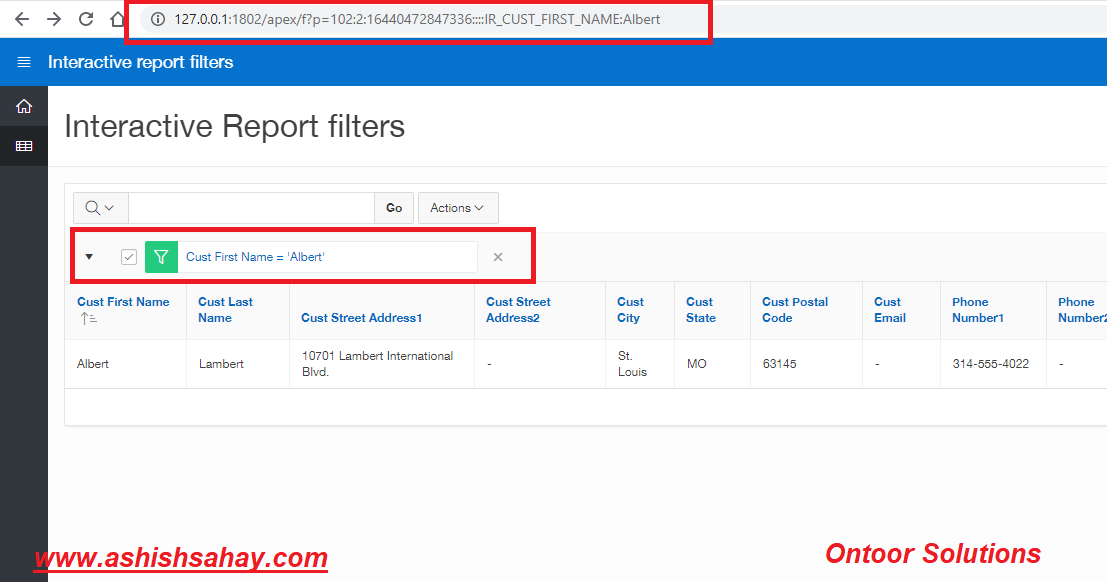 127.0.0.1:1802/apex/f?p=102:2:16440472847336::::IR_CUST_FIRST_NAME:Albert
Interactive report filters
Interactive Report filters
Go
Actions
Cust First Name = 'Albert'
Cust First Name Cust Last Name Cust Street Address1 Cust Street Address2 Cust City Cust State Cust Postal Code Cust Email Phone Number1 Phone Number2
Albert Lambert 10701 Lambert International Blvd. - St. Louis MO 63145 - 314-555-4022 -
www.ashishsahay.com
Ontoor Solutions